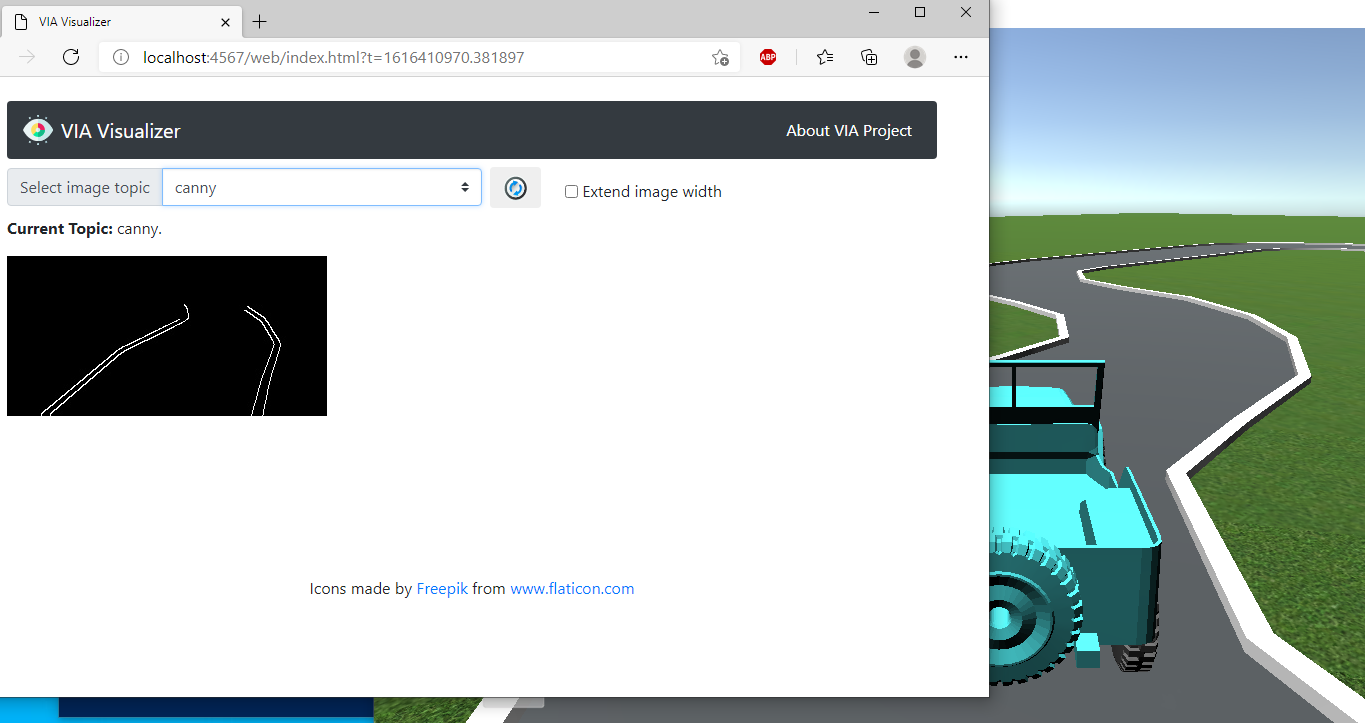 VIA Visualizer
localhost:4567/web/index.html?t=1616410970.381897
ABP
VIA Visualizer
About VIA Project
Select image topic
canny
Extend image width
Current Topic: canny.
Icons made by Freepik from www.flaticon.com